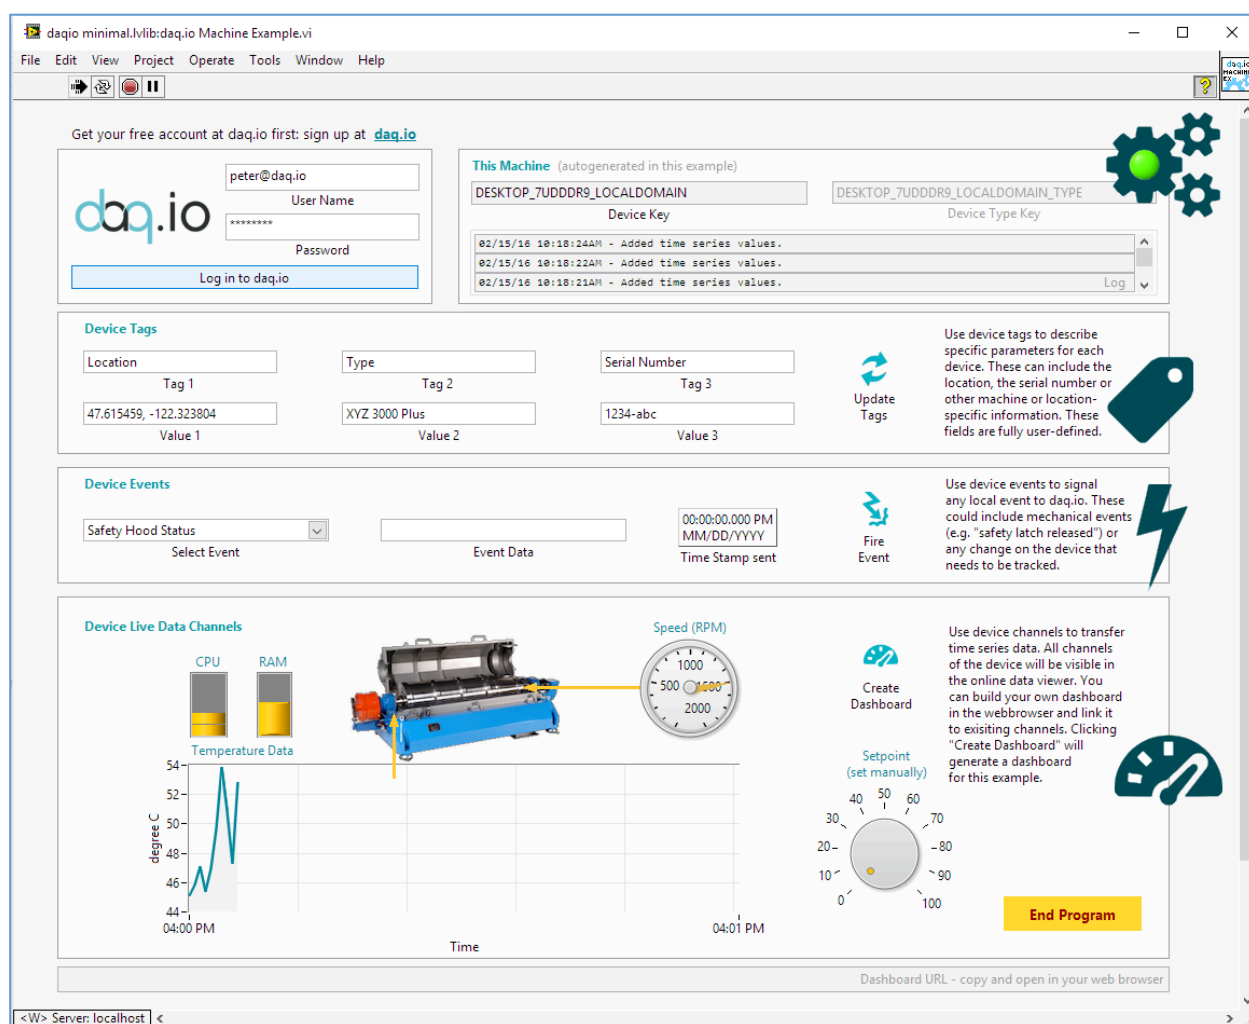 daqio minimal.lvlib:daq.io Machine Example.vi
File Edit View Project Operate Tools Window Help
daq.io
MACHINE
EX
Get your free account at daq.io first: sign up at daq.io
daq.io
peter@daq.io
User Name
********
Password
Log in to daq.io
This Machine (autogenerated in this example)
DESKTOP_7UDDDR9_LOCALDOMAIN
Device Key
DESKTOP_7UDDDR9_LOCALDOMAIN_TYPE
Device Type Key
02/15/16 10:18:24AM - Added time series values.
02/15/16 10:18:22AM - Added time series values.
02/15/16 10:18:21AM - Added time series values.
Log
Device Tags
Location
Tag 1
Type
Tag 2
Serial Number
Tag 3
47.615459, -122.323804
Value 1
XYZ 3000 Plus
Value 2
1234-abc
Value 3
Update
Tags
Use device tags to describe
specific parameters for each
device. These can include the
location, the serial number or
other machine or location-
specific information. These
fields are fully user-defined.
Device Events
Safety Hood Status
Select Event
Event Data
00:00:00.000 PM
MM/DD/YYYY
Time Stamp sent
Fire
Event
Use device events to signal
any local event to daq.io. These
could include mechanical events
(e.g. "safety latch released") or
any change on the device that
needs to be tracked.
Device Live Data Channels
CPU
RAM
Speed (RPM)
500
1000
1500
2000
Create
Dashboard
Use device channels to transfer
time series data. All channels
of the device will be visible in
the online data viewer. You
can build your own dashboard
in the webbrowser and link it
to exisiting channels. Clicking
"Create Dashboard" will
generate a dashboard
for this example.
Temperature Data
degree C
54
52
50
48
46
44
04:00 PM
04:01 PM
Time
Setpoint
(set manually)
0
10
20
30
40
50
60
70
80
90
100
End Program
Dashboard URL - copy and open in your web browser
<W> Server: localhost